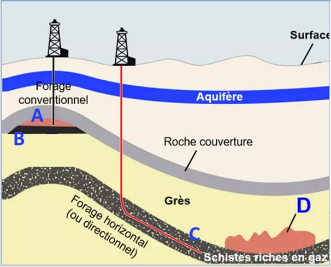 Surface
Forage
conventionnel
Aquifère
A
B
Roche couverture
Grès
Forage horizontal
(ou directionnel)
C
D
Schistes riches en gaz